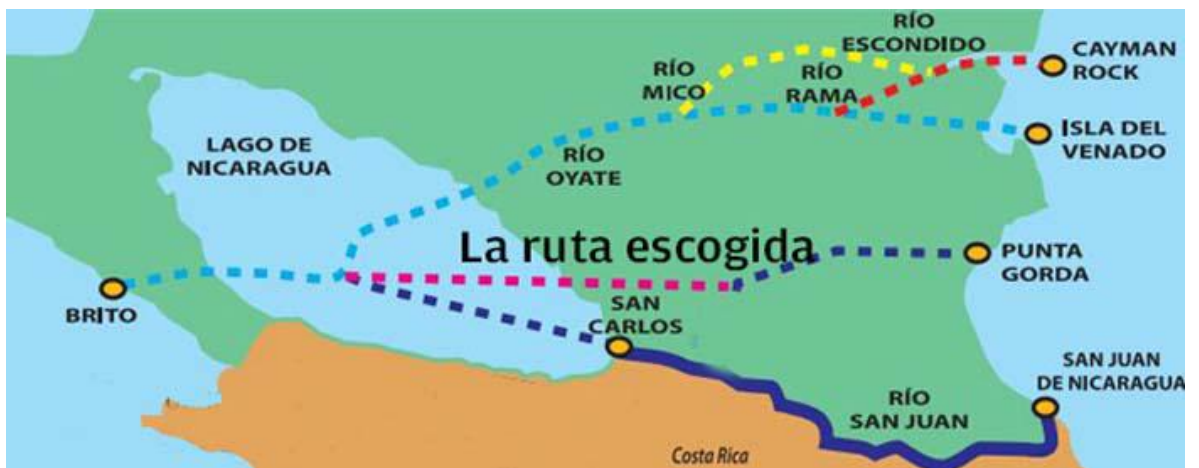 RÍO
ESCONDIDO
CAYMAN
ROCK
RÍO
MICO
RÍO
RAMA
ISLA DEL
VENADO
LAGO DE
NICARAGUA
RÍO
OYATE
La ruta escogida
PUNTA
GORDA
BRITO
SAN
CARLOS
SAN JUAN
DE NICARAGUA
RÍO
SAN JUAN
Costa Rica